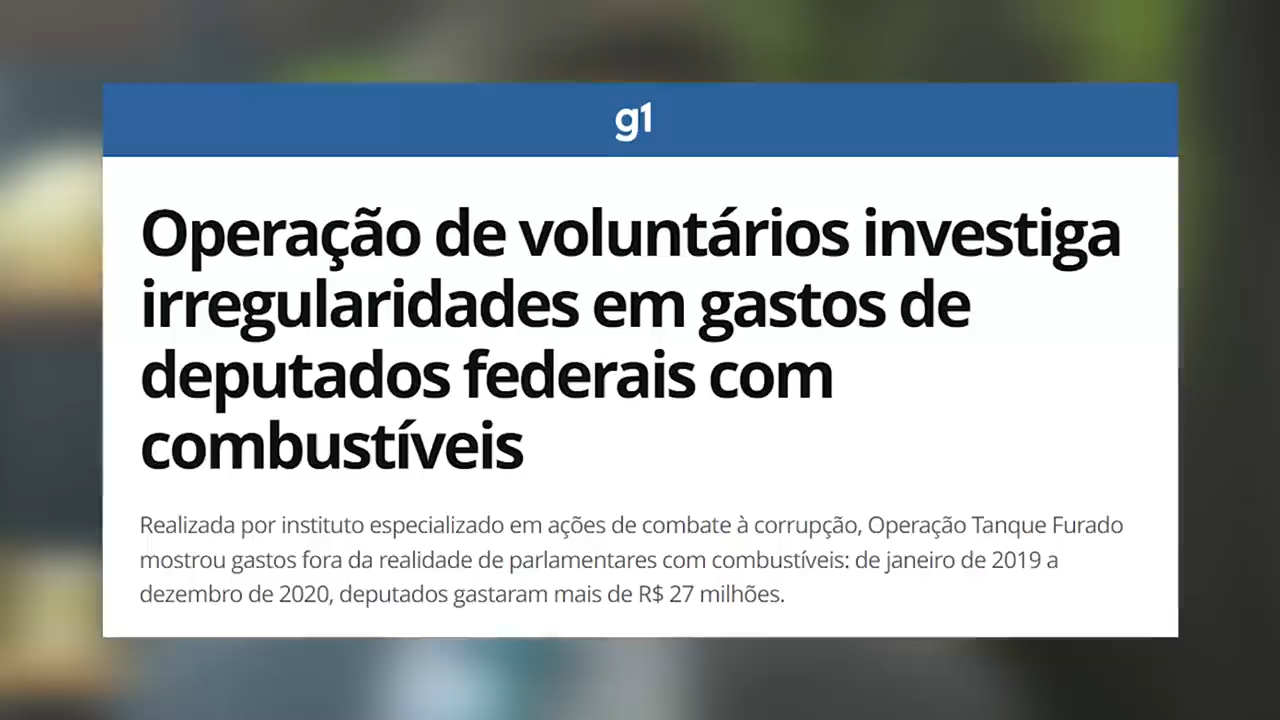 g1
Operação de voluntários investiga
irregularidades em gastos de
deputados federais com
combustíveis
Realizada por instituto especializado em ações de combate à corrupção, Operação Tanque Furado
mostrou gastos fora da realidade de parlamentares com combustíveis: de janeiro de 2019 a
dezembro de 2020, deputados gastaram mais de R$ 27 milhões.